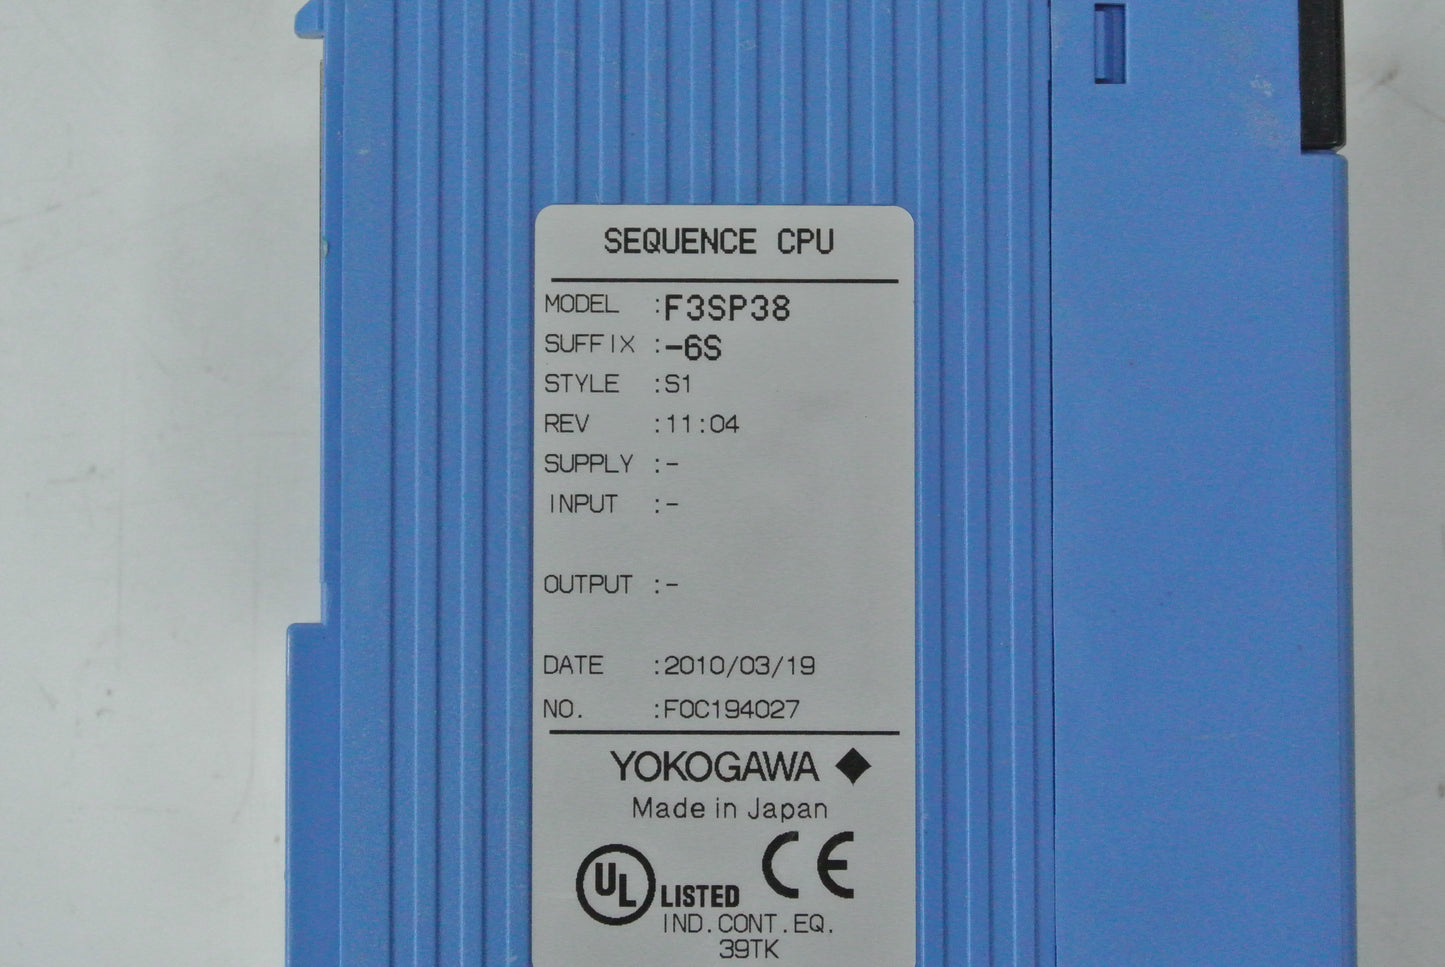 SEQUENCE CPU
MODEL :F3SP38
SUFFIX :-6S
STYLE :S1
REV :11:04
SUPPLY :-
INPUT :-
OUTPUT :-
DATE :2010/03/19
NO. :F0C194027
YOKOGAWA
Made in Japan
UL LISTED CE
IND.CONT.EQ.
39TK